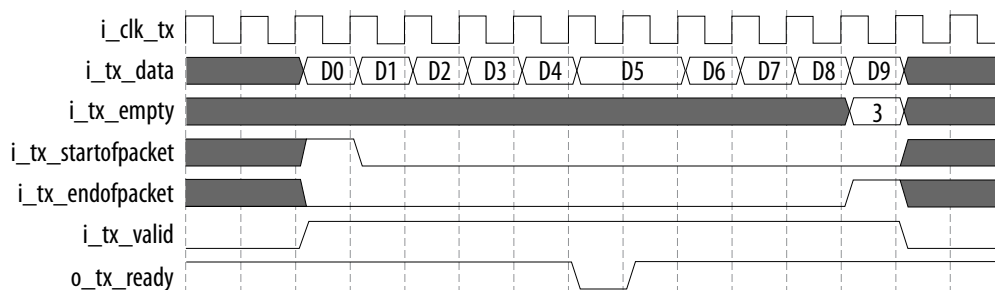 i_clk_tx
i_tx_data D0 D1 D2 D3 D4 D5 D6 D7 D8 D9
i_tx_empty 3
i_tx_startofpacket
i_tx_endofpacket
i_tx_valid
o_tx_ready